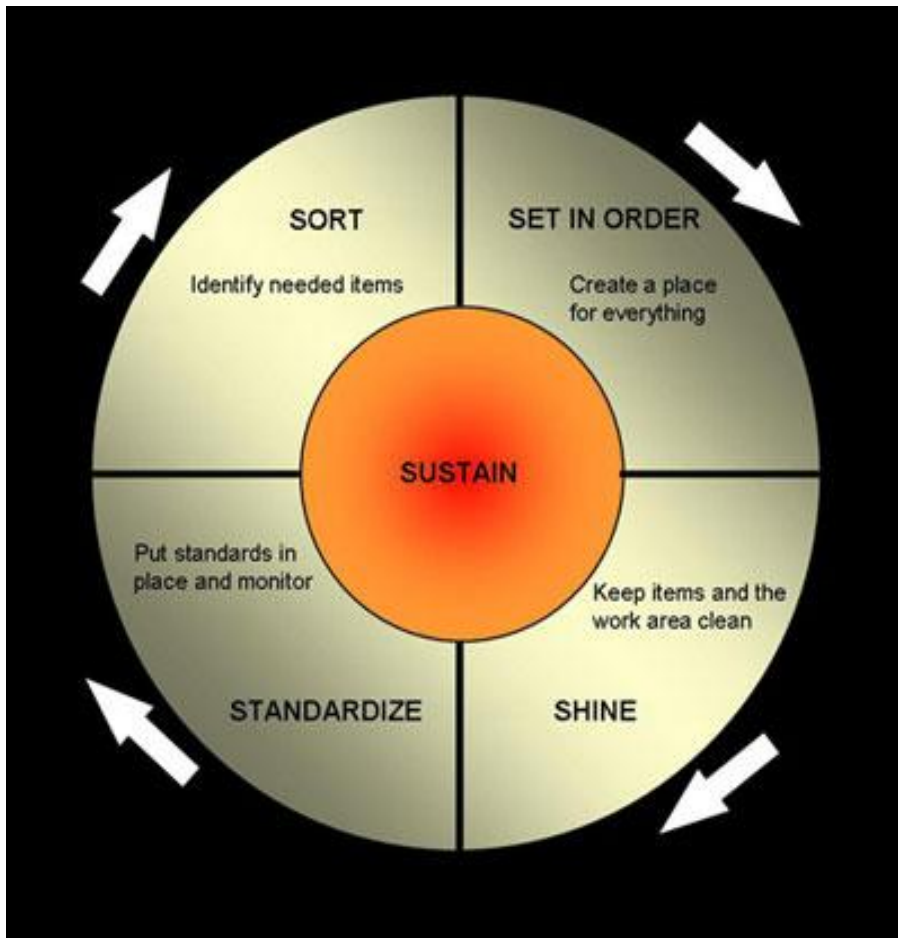 SORT
Identify needed items
SET IN ORDER
Create a place
for everything
SUSTAIN
Put standards in
place and monitor
STANDARDIZE
Keep items and the
work area clean
SHINE